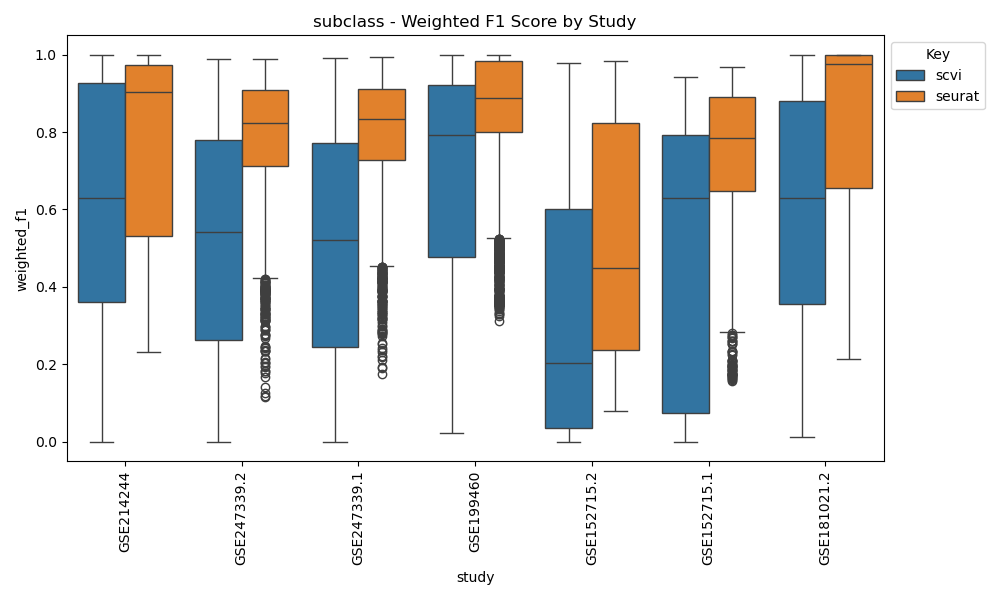 subclass - Weighted F1 Score by Study
Key
scvi
seurat
weighted_f1
1.0
0.8
0.6
0.4
0.2
0.0
GSE214244
GSE247339.2
GSE247339.1
GSE199460
GSE152715.2
GSE152715.1
GSE181021.2
study